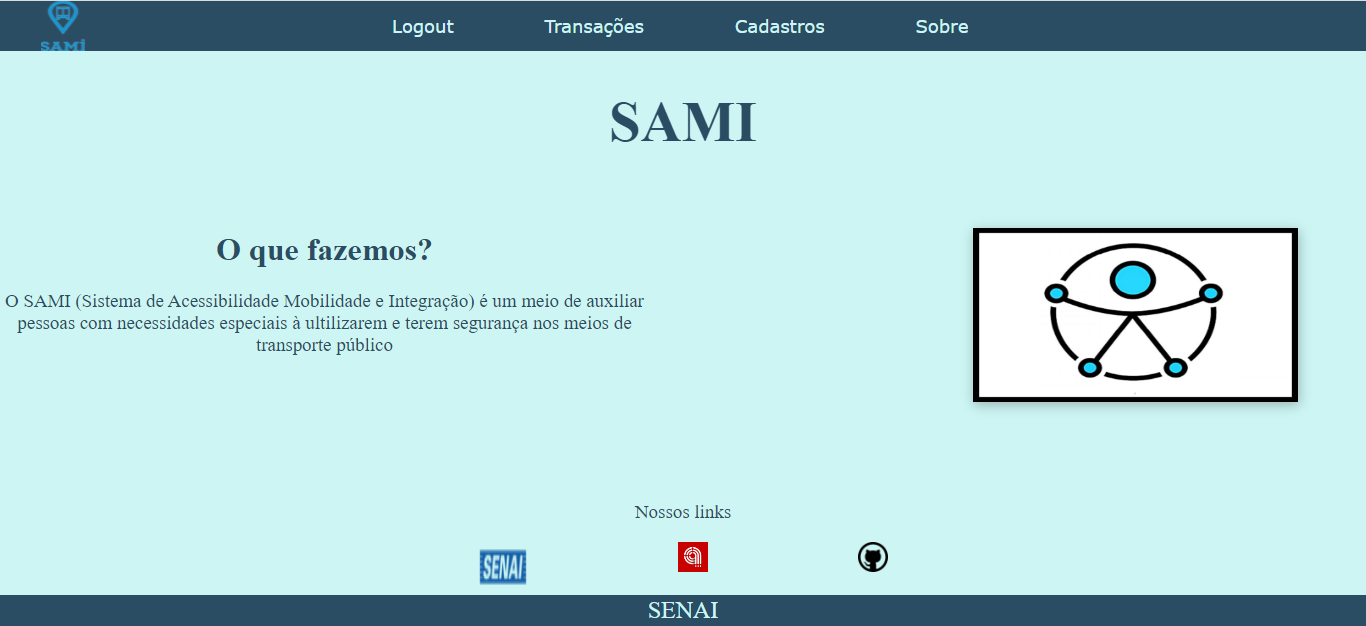 SAMI
Logout Transações Cadastros Sobre
SAMI
O que fazemos?
O SAMI (Sistema de Acessibilidade Mobilidade e Integração) é um meio de auxiliar
pessoas com necessidades especiais à ultilizarem e terem segurança nos meios de
transporte público
Nossos links
SENAI
SENAI